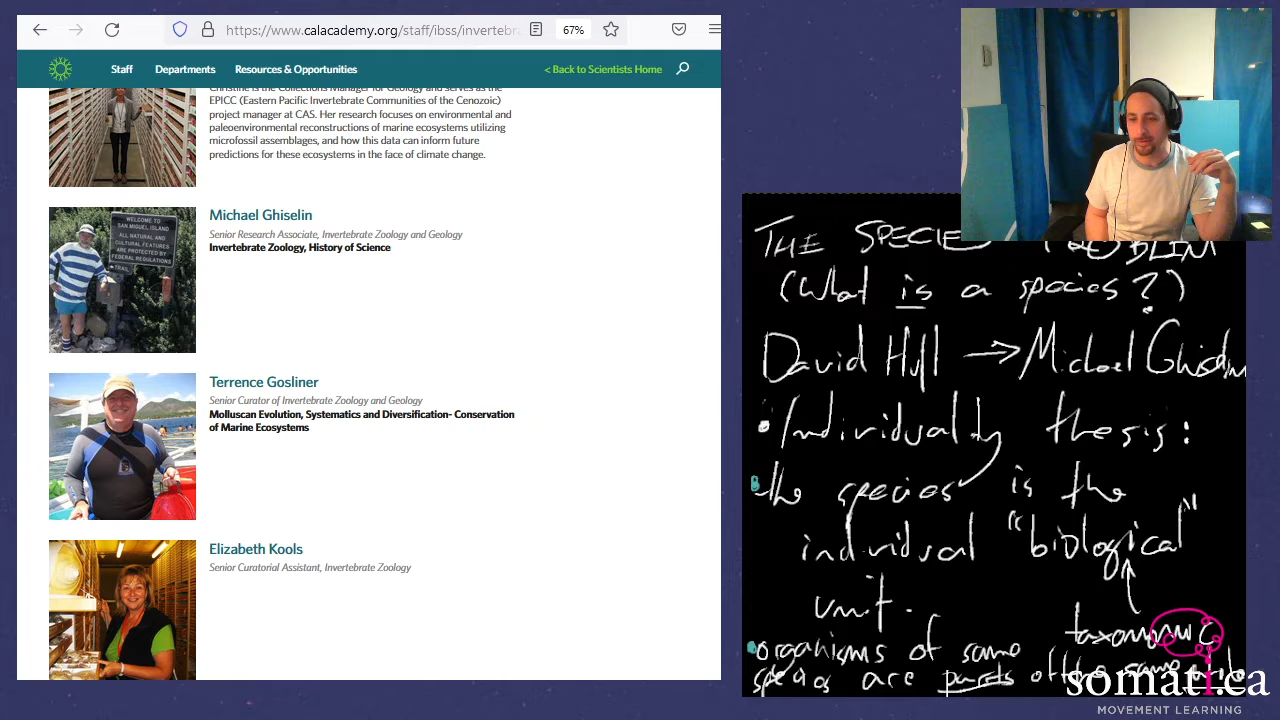 https://www.calacademy.org/staff/ibss/inverteb
67%
Staff Departments Resources & Opportunities < Back to Scientists Home
Christine is the Collections Manager for Geology and serves as the
EPICC (Eastern Pacific Invertebrate Communities of the Cenozoic)
project manager at CAS. Her research focuses on environmental and
paleoenvironmental reconstructions of marine ecosystems utilizing
microfossil assemblages, and how this data can inform future
predictions for these ecosystems in the face of climate change.
WELCOME TO
SAN MIGUEL ISLAND
ALL NATURAL AND
CULTURAL FEATURES
ARE PROTECTED BY
FEDERAL REGULATIONS
TRAIL
Michael Ghiselin
Senior Research Associate, Invertebrate Zoology and Geology
Invertebrate Zoology, History of Science
Terrence Gosliner
Senior Curator of Invertebrate Zoology and Geology
Molluscan Evolution, Systematics and Diversification- Conservation
of Marine Ecosystems
Elizabeth Kools
Senior Curatorial Assistant, Invertebrate Zoology
THE SPECIES PROBLEM
(What is a species?)
David Hull → Michael Ghiselin
Individuality thesis:
the species is the
individual "biological"
unit.
taxonomic
organisms of same
species are parts of the same
somatica
MOVEMENT LEARNING